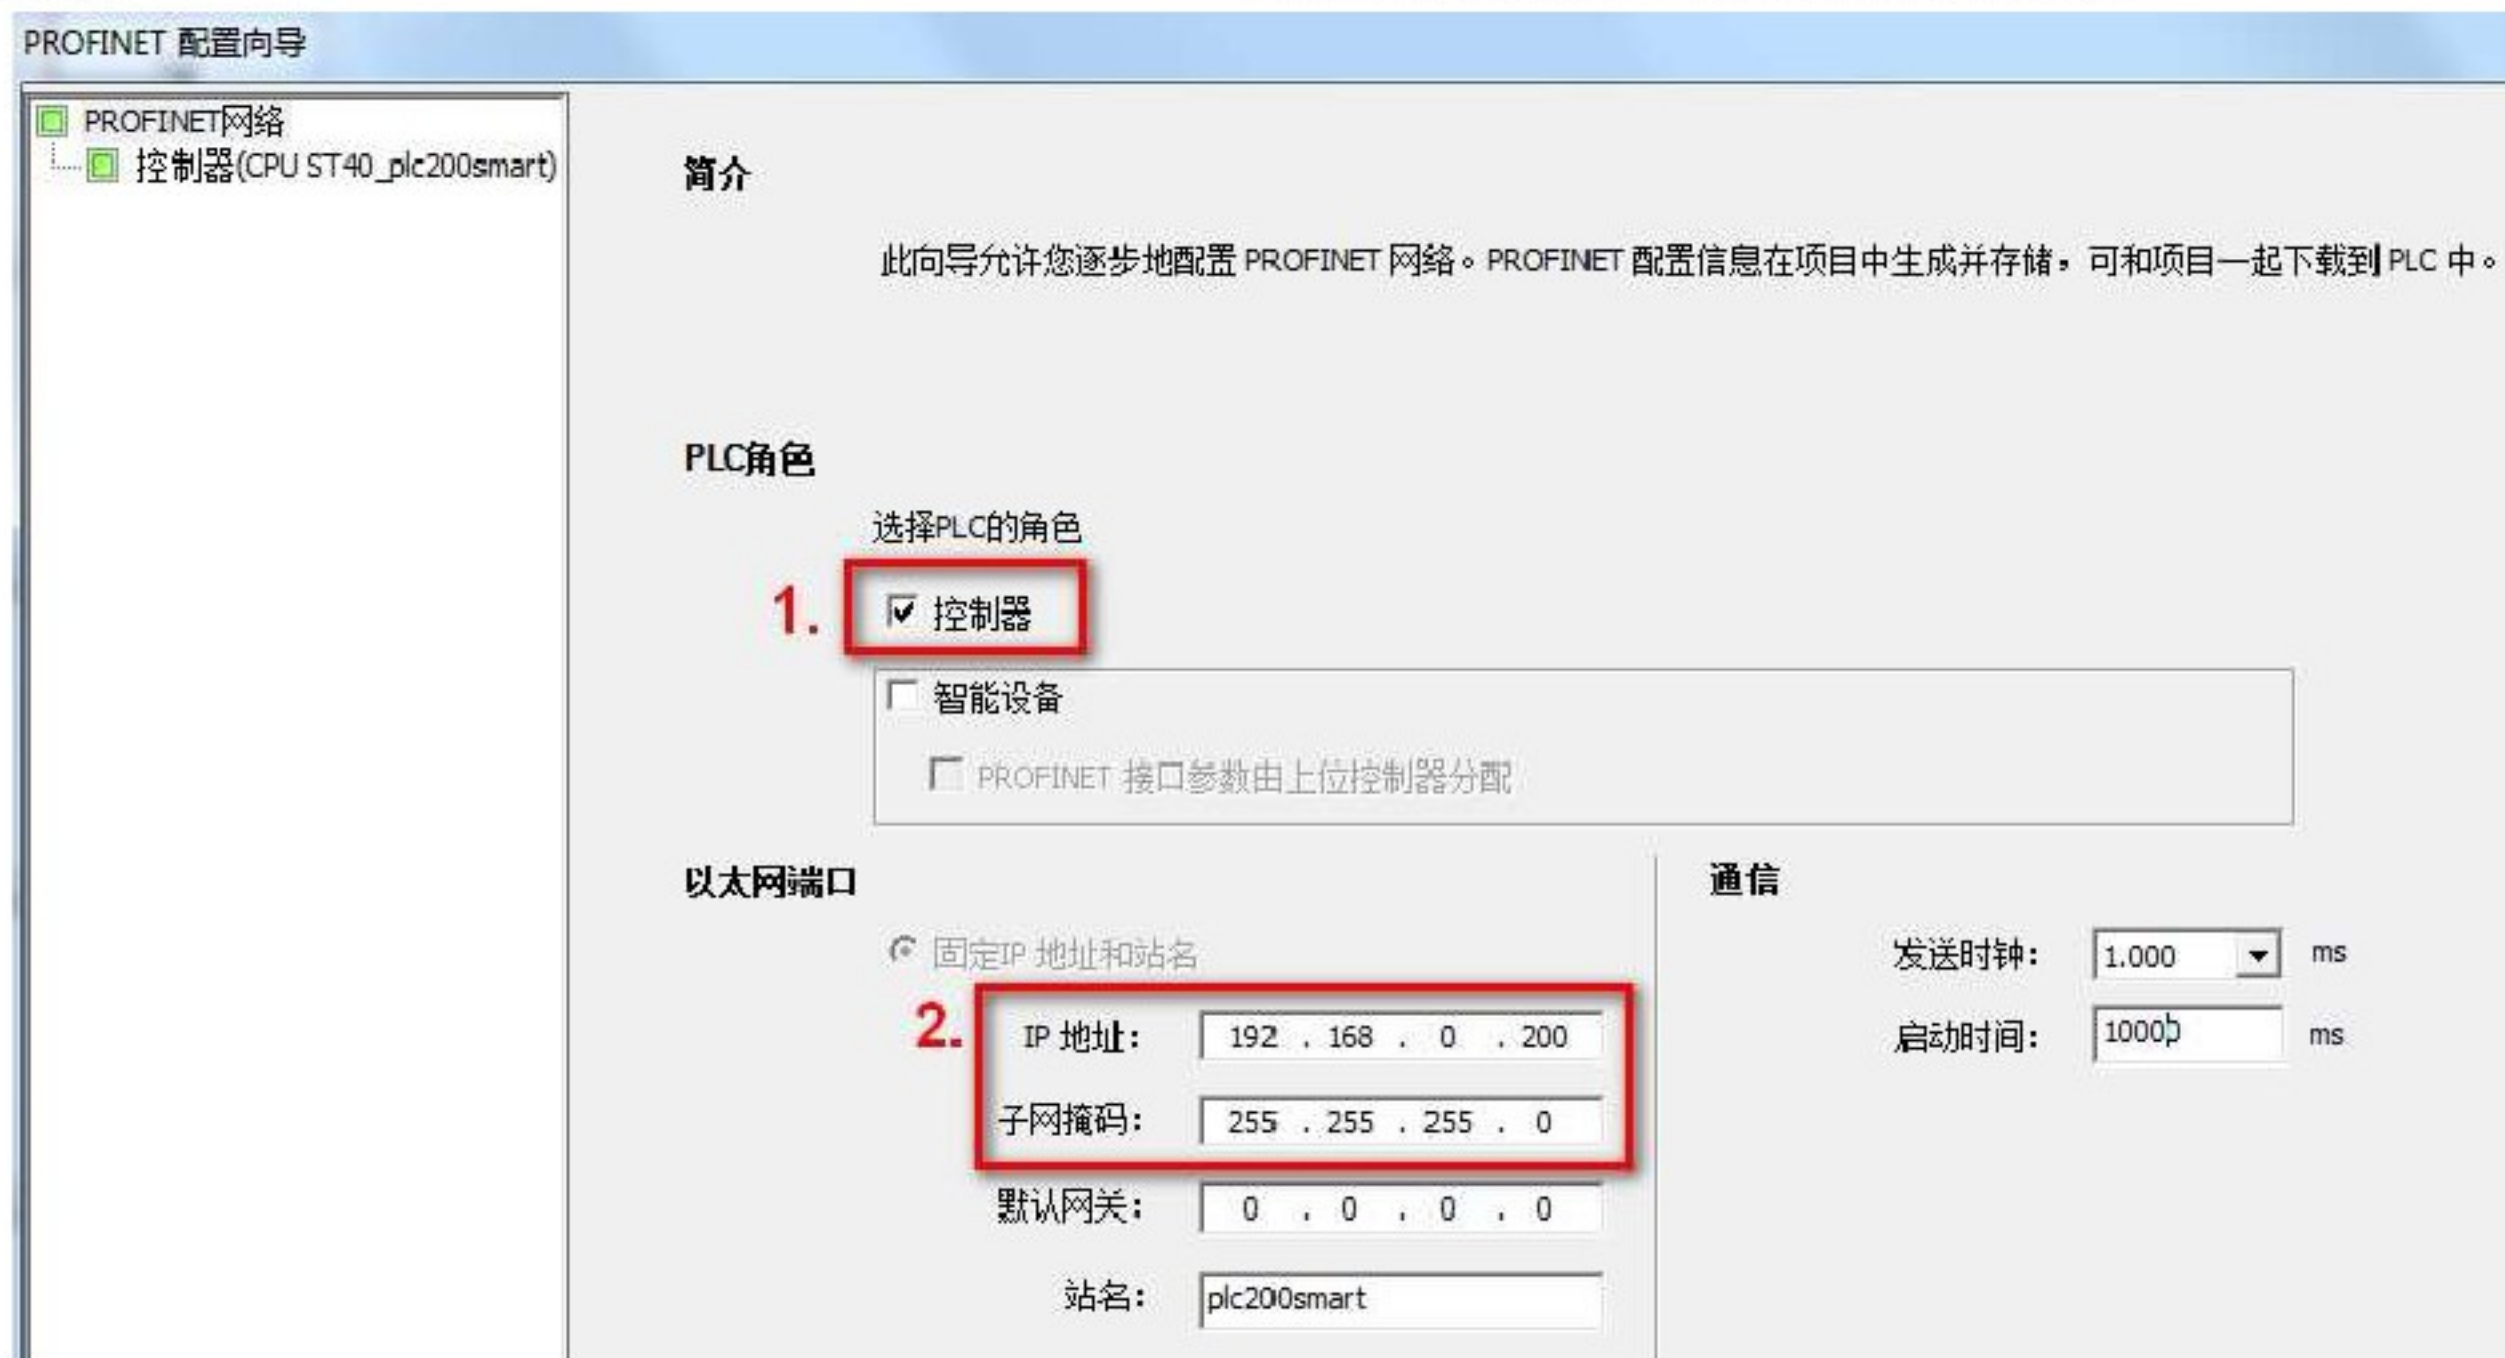 PROFINET 配置向导
PROFINET网络
控制器(CPU ST40_plc200smart)
简介
此向导允许您逐步地配置 PROFINET 网络。PROFINET 配置信息在项目中生成并存储，可和项目一起下载到 PLC 中。
PLC角色
选择PLC的角色
1.
控制器
智能设备
PROFINET 接口参数由上位控制器分配
以太网端口
通信
固定IP 地址和站名
发送时钟： 1.000 ms
2.
IP 地址： 192 . 168 . 0 . 200
启动时间： 10000 ms
子网掩码： 255 . 255 . 255 . 0
默认网关： 0 . 0 . 0 . 0
站名： plc200smart